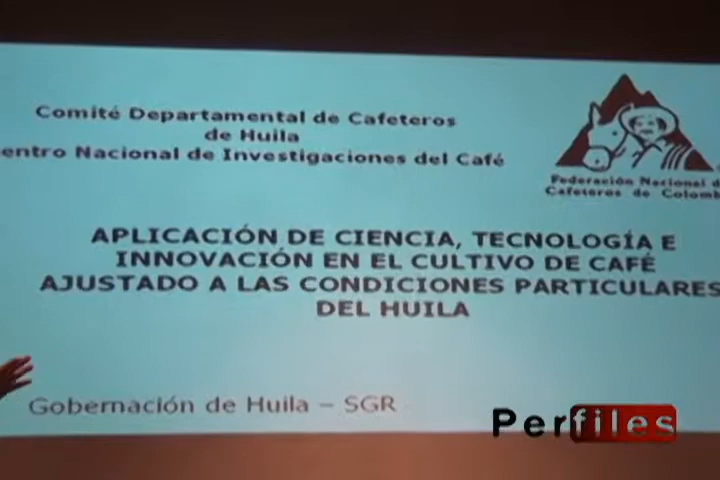 Comité Departamental de Cafeteros
de Huila
entro Nacional de Investigaciones del Café
Federación Nacional d
Cafeteros de Colomb
APLICACIÓN DE CIENCIA, TECNOLOGÍA E
INNOVACIÓN EN EL CULTIVO DE CAFÉ
AJUSTADO A LAS CONDICIONES PARTICULARES
DEL HUILA
Gobernación de Huila – SGR
Perfiles